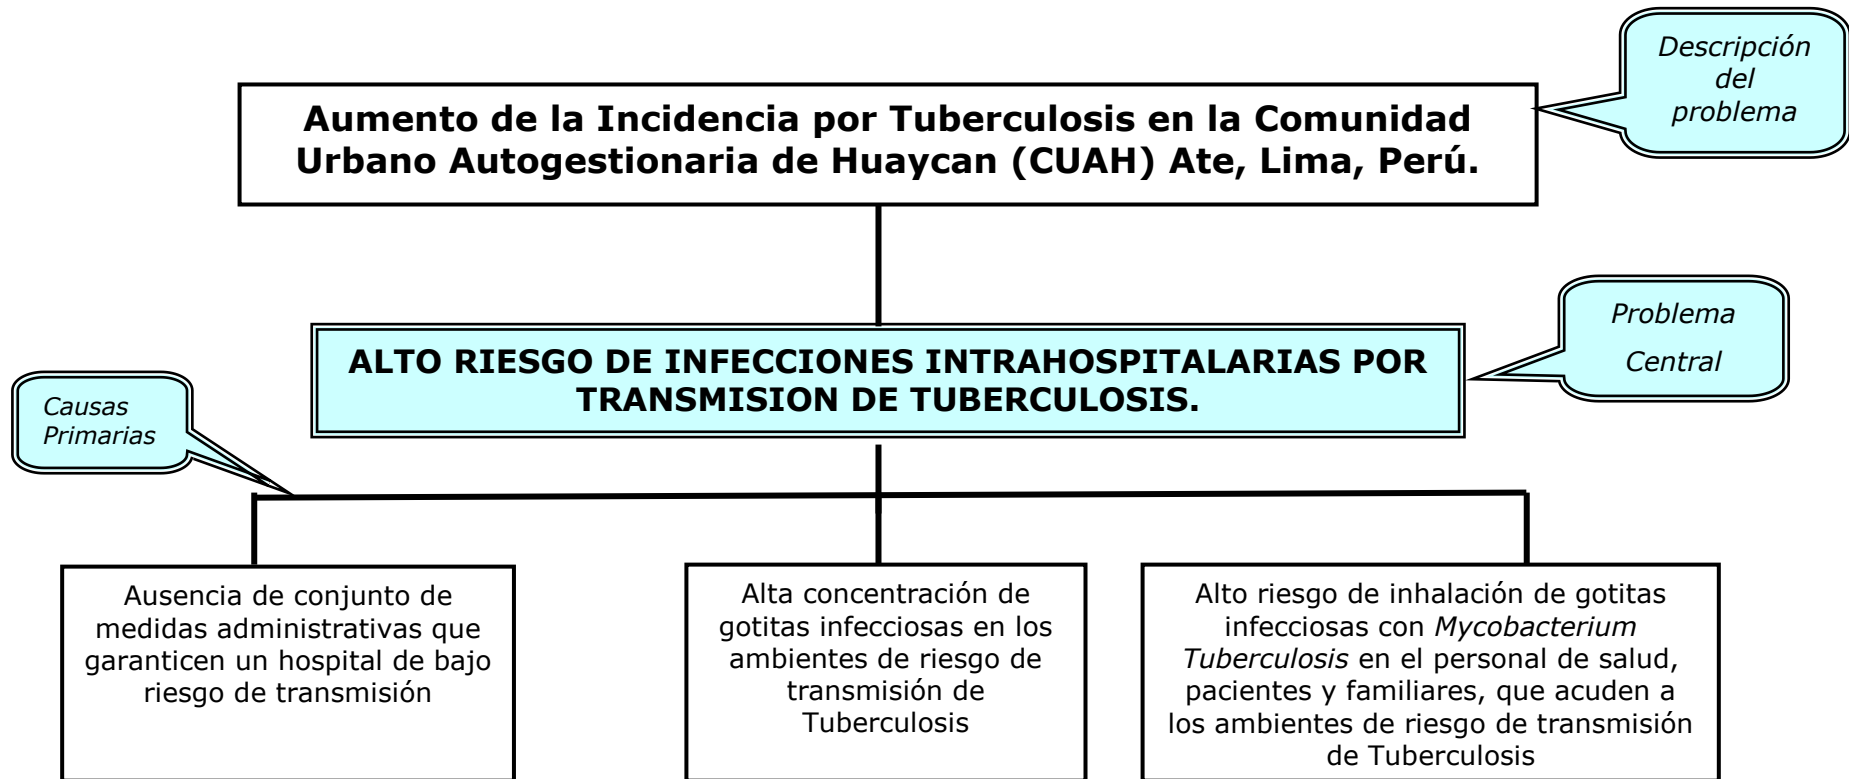 Descripción
del
problema
Aumento de la Incidencia por Tuberculosis en la Comunidad
Urbano Autogestionaria de Huaycan (CUAH) Ate, Lima, Perú.
Problema
Central
ALTO RIESGO DE INFECCIONES INTRAHOSPITALARIAS POR
TRANSMISION DE TUBERCULOSIS.
Causas
Primarias
Ausencia de conjunto de
medidas administrativas que
garanticen un hospital de bajo
riesgo de transmisión
Alta concentración de
gotitas infecciosas en los
ambientes de riesgo de
transmisión de
Tuberculosis
Alto riesgo de inhalación de gotitas
infecciosas con Mycobacterium
Tuberculosis en el personal de salud,
pacientes y familiares, que acuden a
los ambientes de riesgo de transmisión
de Tuberculosis